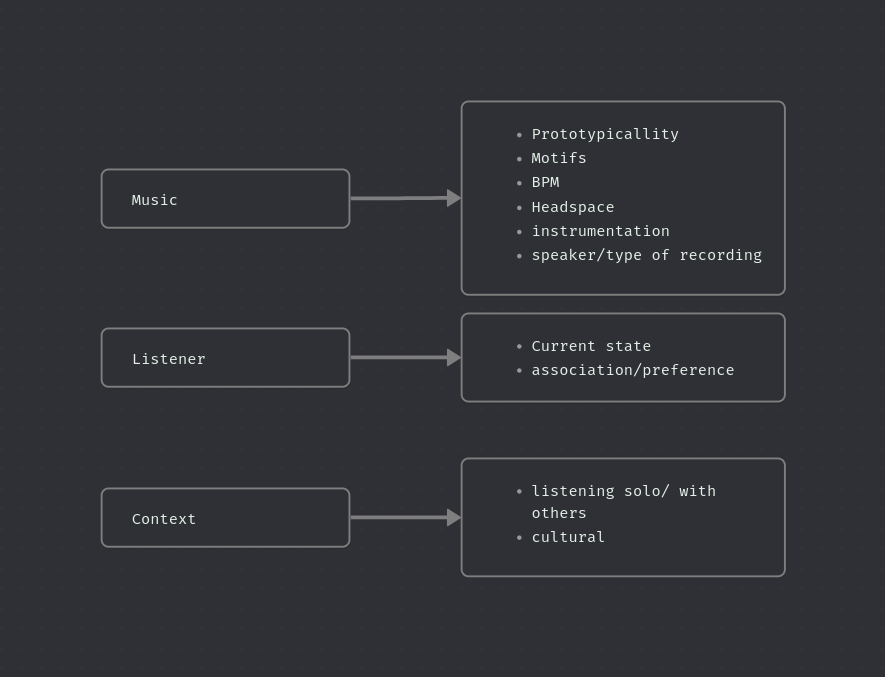 Prototypicallity
Motifs
BPM
Music
Headspace
instrumentation
speaker/type of recording
Current state
Listener
association/preference
listening solo/ with
others
Context
cultural